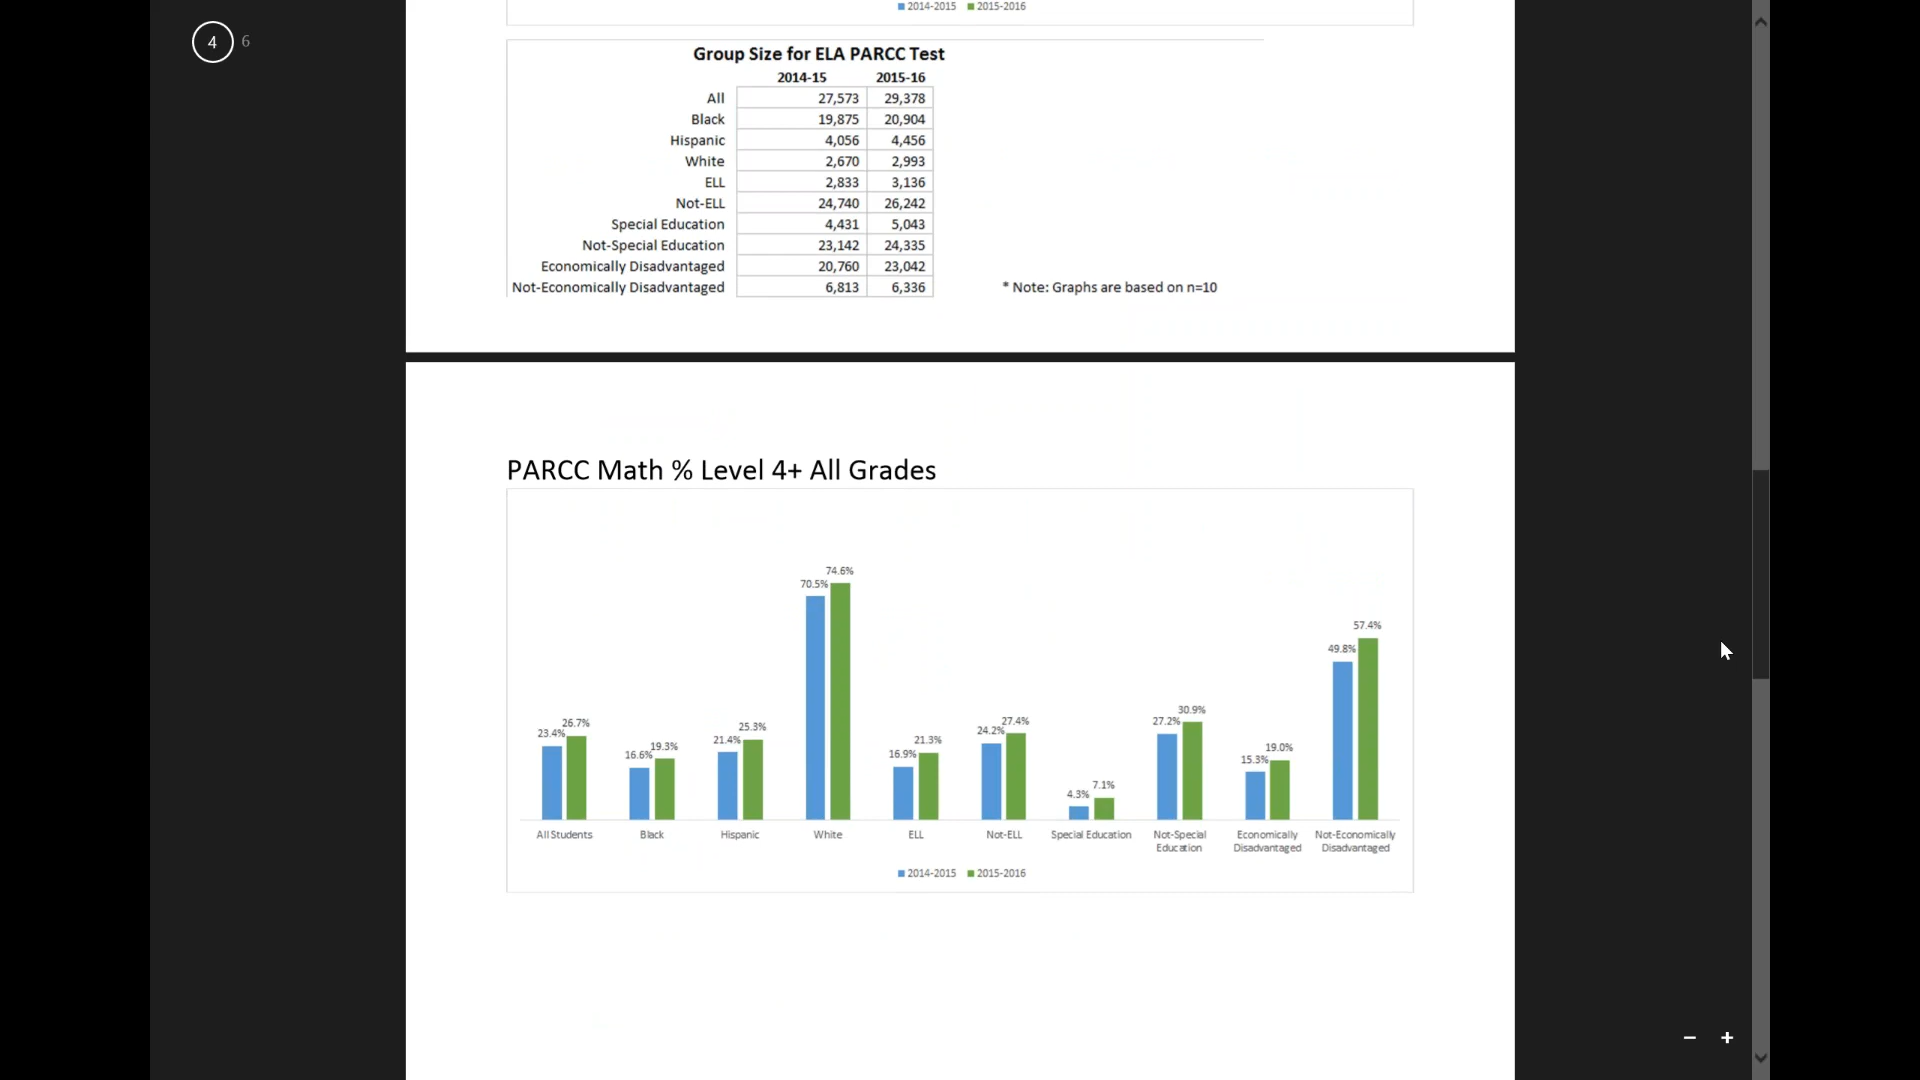 4 6
2014-2015 2015-2016
Group Size for ELA PARCC Test
2014-15 2015-16
All 27,573 29,378
Black 19,875 20,904
Hispanic 4,056 4,456
White 2,670 2,993
ELL 2,833 3,136
Not-ELL 24,740 26,242
Special Education 4,431 5,043
Not-Special Education 23,142 24,335
Economically Disadvantaged 20,760 23,042
Not-Economically Disadvantaged 6,813 6,336
* Note: Graphs are based on n=10
PARCC Math % Level 4+ All Grades
23.4% 26.7%
16.6% 19.3%
21.4% 25.3%
70.5% 74.6%
16.9% 21.3%
24.2% 27.4%
4.3% 7.1%
27.2% 30.9%
15.3% 19.0%
49.8% 57.4%
All Students
Black
Hispanic
White
ELL
Not-ELL
Special Education
Not-Special
Education
Economically
Disadvantaged
Not-Economically
Disadvantaged
2014-2015 2015-2016